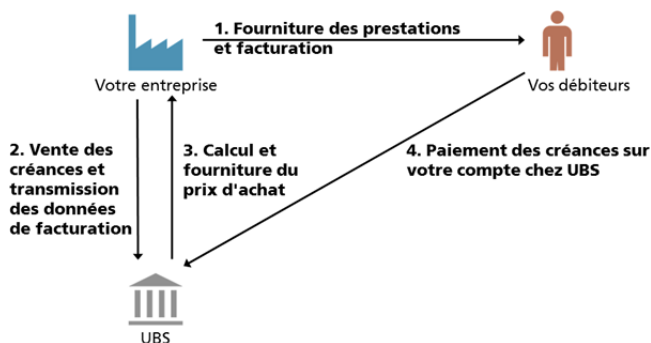 1. Fourniture des prestations
et facturation
Votre entreprise
Vos débiteurs
2. Vente des
créances et
transmission
des données
de facturation
3. Calcul et
fourniture du
prix d'achat
4. Paiement des créances sur
votre compte chez UBS
UBS